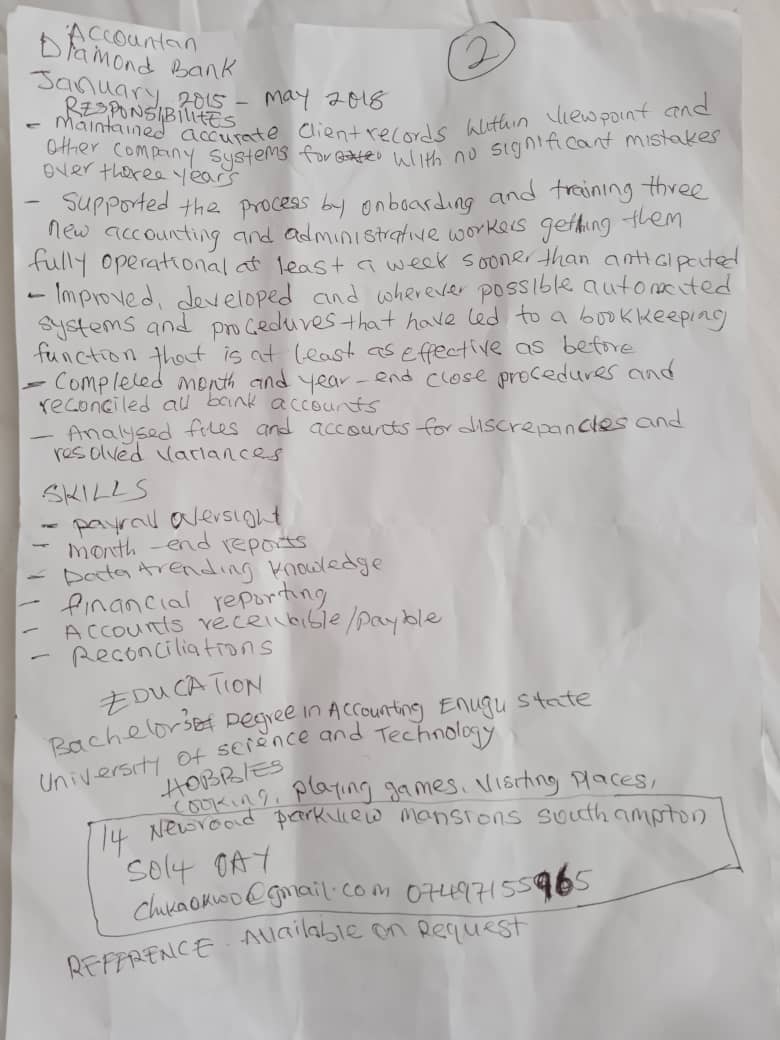 2
Accountan
Diamond Bank
January 2015 - May 2018
RESPONSIBILITES
- Maintained accurate Client records Within Viewpoint and
Other company systems for With no significant mistakes
over theree years
- Supported the process by onboarding and training three
new accounting and administrative workers getting them
fully operational at least a week sooner than anticipated
- Improved, developed and wherever possible automated
systems and procedures that have led to a bookkeeping
function that is at least as effective as before
- Completed month and year-end close procedures and
reconciled all bank accounts
- Analysed files and accounts for discrepancies and
resolved variances
SKILLS
- payroll oversight
- Month-end reports
- Data trending knowledge
- financial reporting
- Accounts receivible/payble
- Reconciliations
EDUCATION
Bachelor's Degree in Accounting Enugu state
University of science and Technology
HOBBIES
Cooking, playing games, Visiting places,
14 Newroad parkview Mansions Southampton
SO14 0AY
Chukaokwo@gmail.com 07497155965
REFERENCE - Available on Request